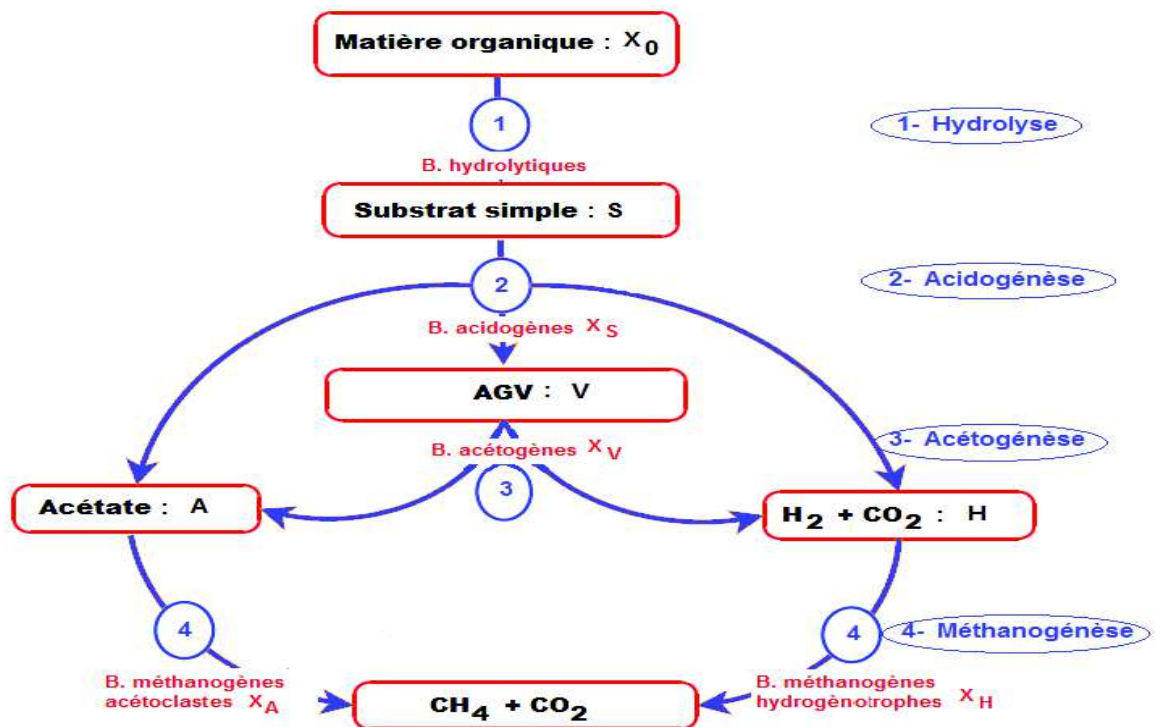 Matière organique : X0
1
1- Hydrolyse
B. hydrolytiques
Substrat simple : S
2
2- Acidogénèse
B. acidogènes XS
AGV : V
B. acétogènes XV
3- Acétogénèse
3
Acétate : A
H2 + CO2 : H
4
4
4- Méthanogénèse
B. méthanogènes
acétoclastes XA
CH4 + CO2
B. méthanogènes
hydrogènotrophes XH